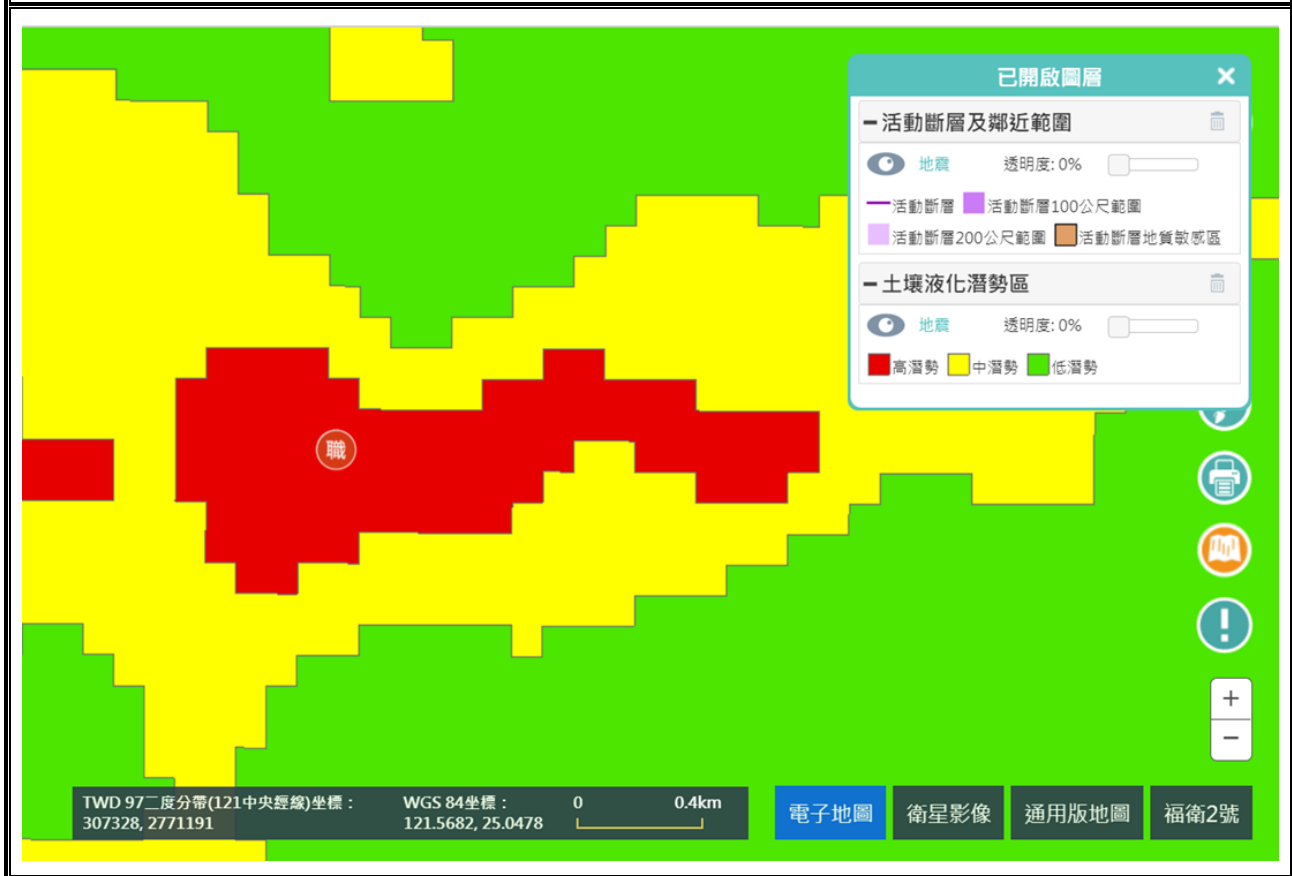 已開啟圖層 ×
活動斷層及鄰近範圍
地震 透明度: 0%
活動斷層 活動斷層100公尺範圍
活動斷層200公尺範圍 活動斷層地質敏感區
土壤液化潛勢區
地震 透明度: 0%
高潛勢 中潛勢 低潛勢
職
+
−
TWD 97二度分帶(121中央經線)坐標：
307328, 2771191
WGS 84坐標：
121.5682, 25.0478
0 0.4km
電子地圖 衛星影像 通用版地圖 福衛2號